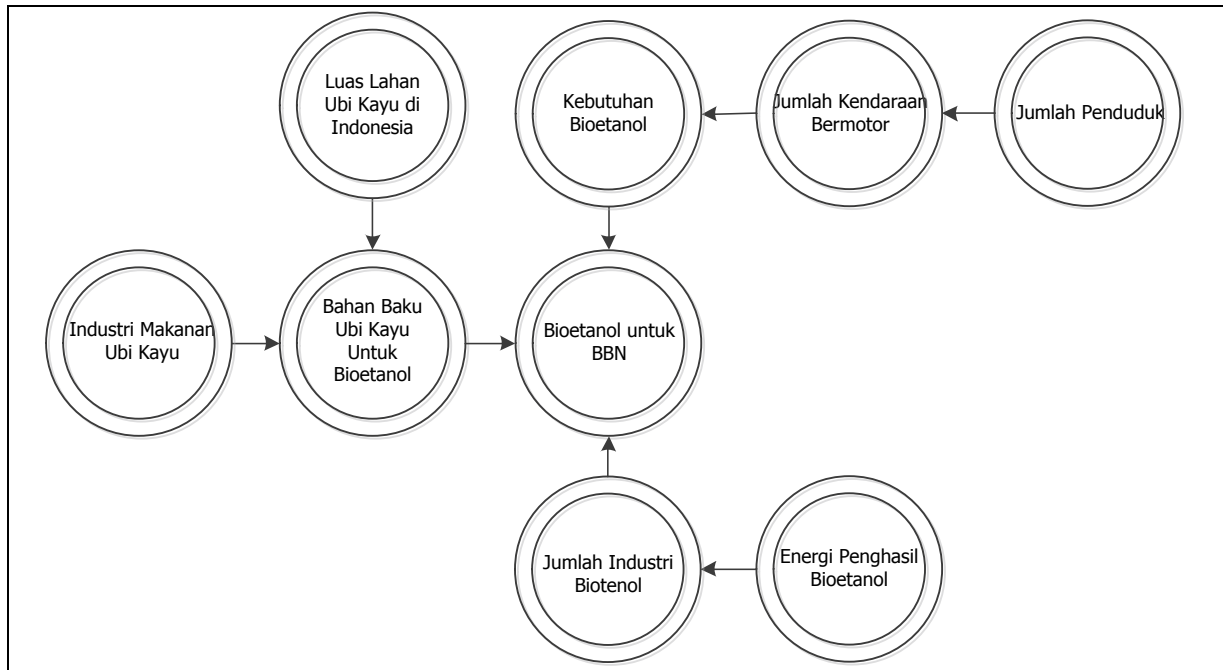 Luas Lahan
Ubi Kayu di
Indonesia
Kebutuhan
Bioetanol
Jumlah Kendaraan
Bermotor
Jumlah Penduduk
Industri Makanan
Ubi Kayu
Bahan Baku
Ubi Kayu
Untuk
Bioetanol
Bioetanol untuk
BBN
Jumlah Industri
Biotenol
Energi Penghasil
Bioetanol